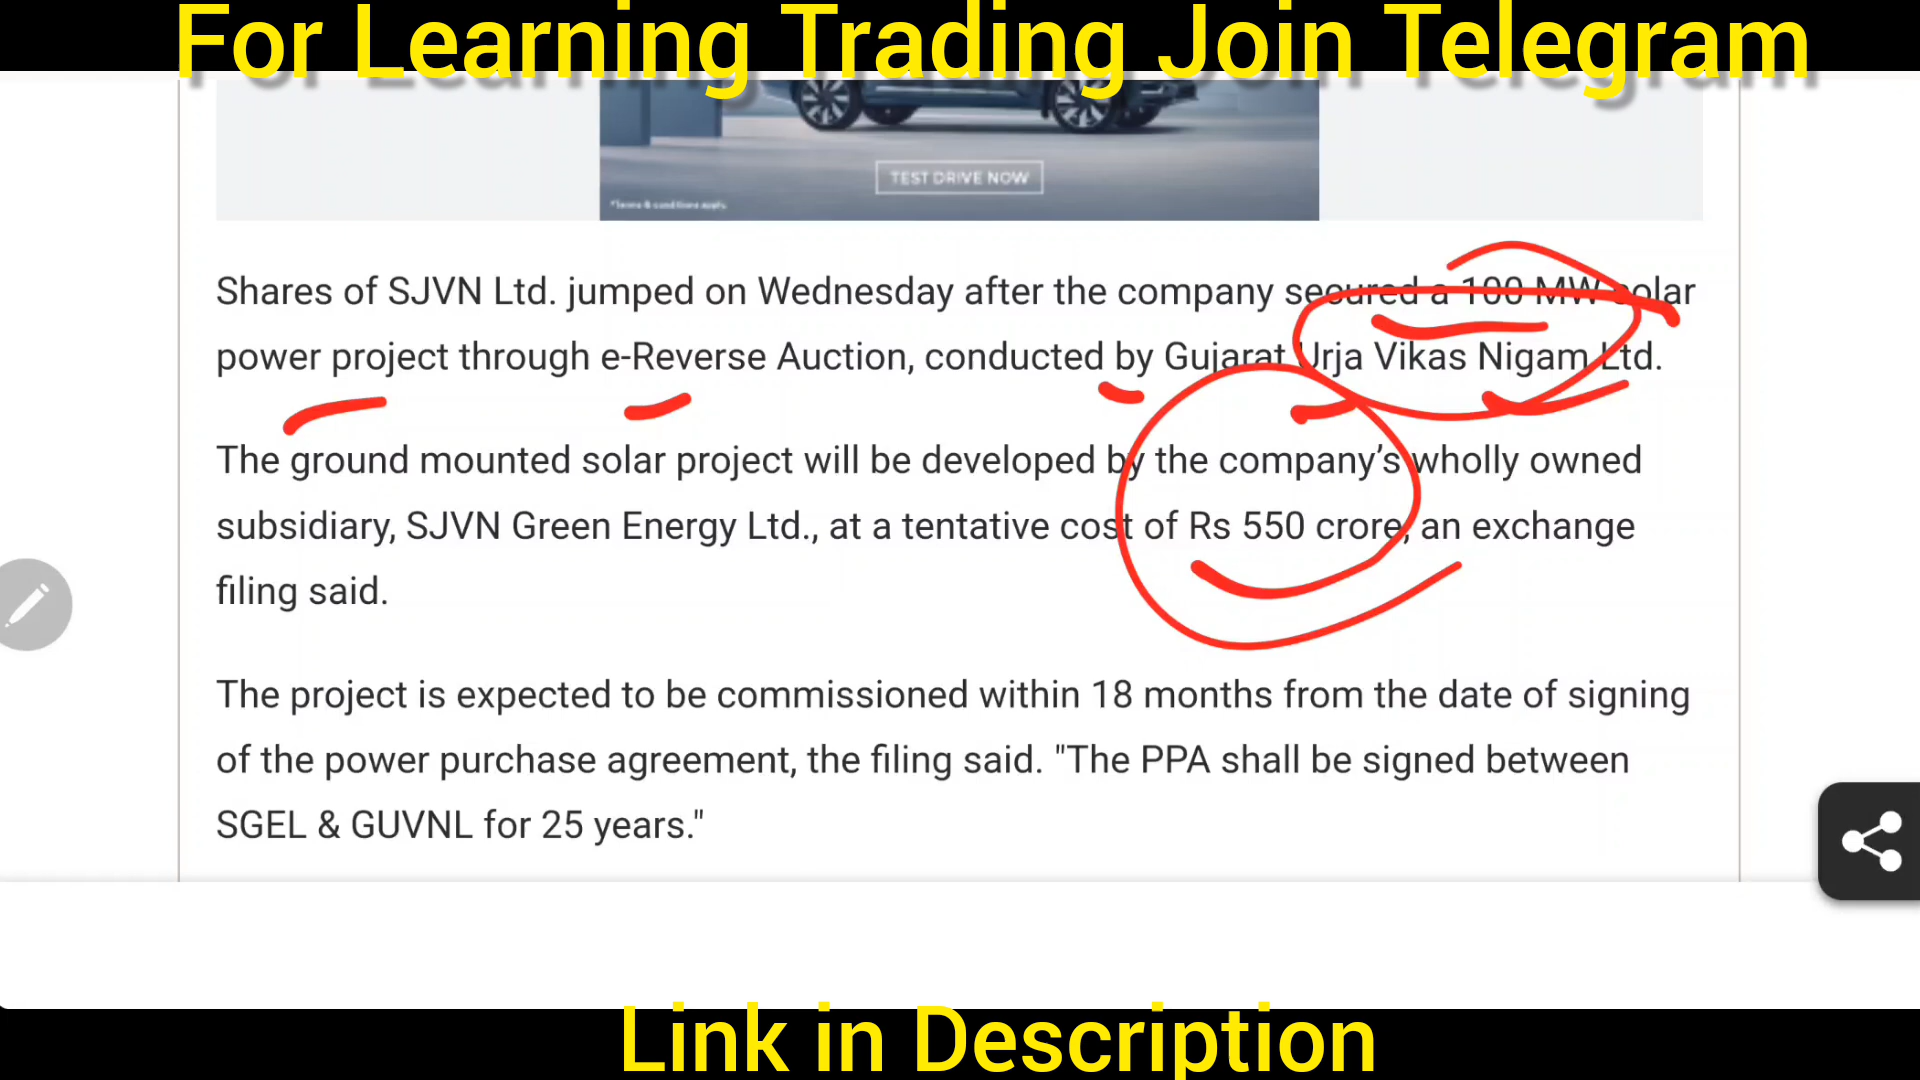 For Learning Trading Join Telegram
TEST DRIVE NOW
*Terms & conditions apply.
Shares of SJVN Ltd. jumped on Wednesday after the company secured a 100 MW solar
power project through e-Reverse Auction, conducted by Gujarat Urja Vikas Nigam Ltd.
The ground mounted solar project will be developed by the company’s wholly owned
subsidiary, SJVN Green Energy Ltd., at a tentative cost of Rs 550 crore, an exchange
filing said.
The project is expected to be commissioned within 18 months from the date of signing
of the power purchase agreement, the filing said. "The PPA shall be signed between
SGEL & GUVNL for 25 years."
Link in Description